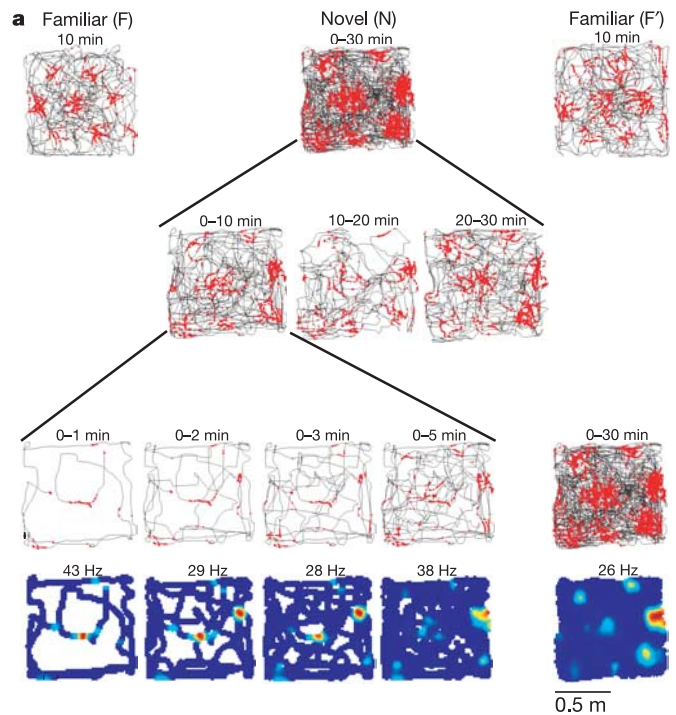 a Familiar (F) Novel (N) Familiar (F′)
10 min 0–30 min 10 min
0–10 min 10–20 min 20–30 min
0–1 min 0–2 min 0–3 min 0–5 min 0–30 min
43 Hz 29 Hz 28 Hz 38 Hz 26 Hz
0.5 m